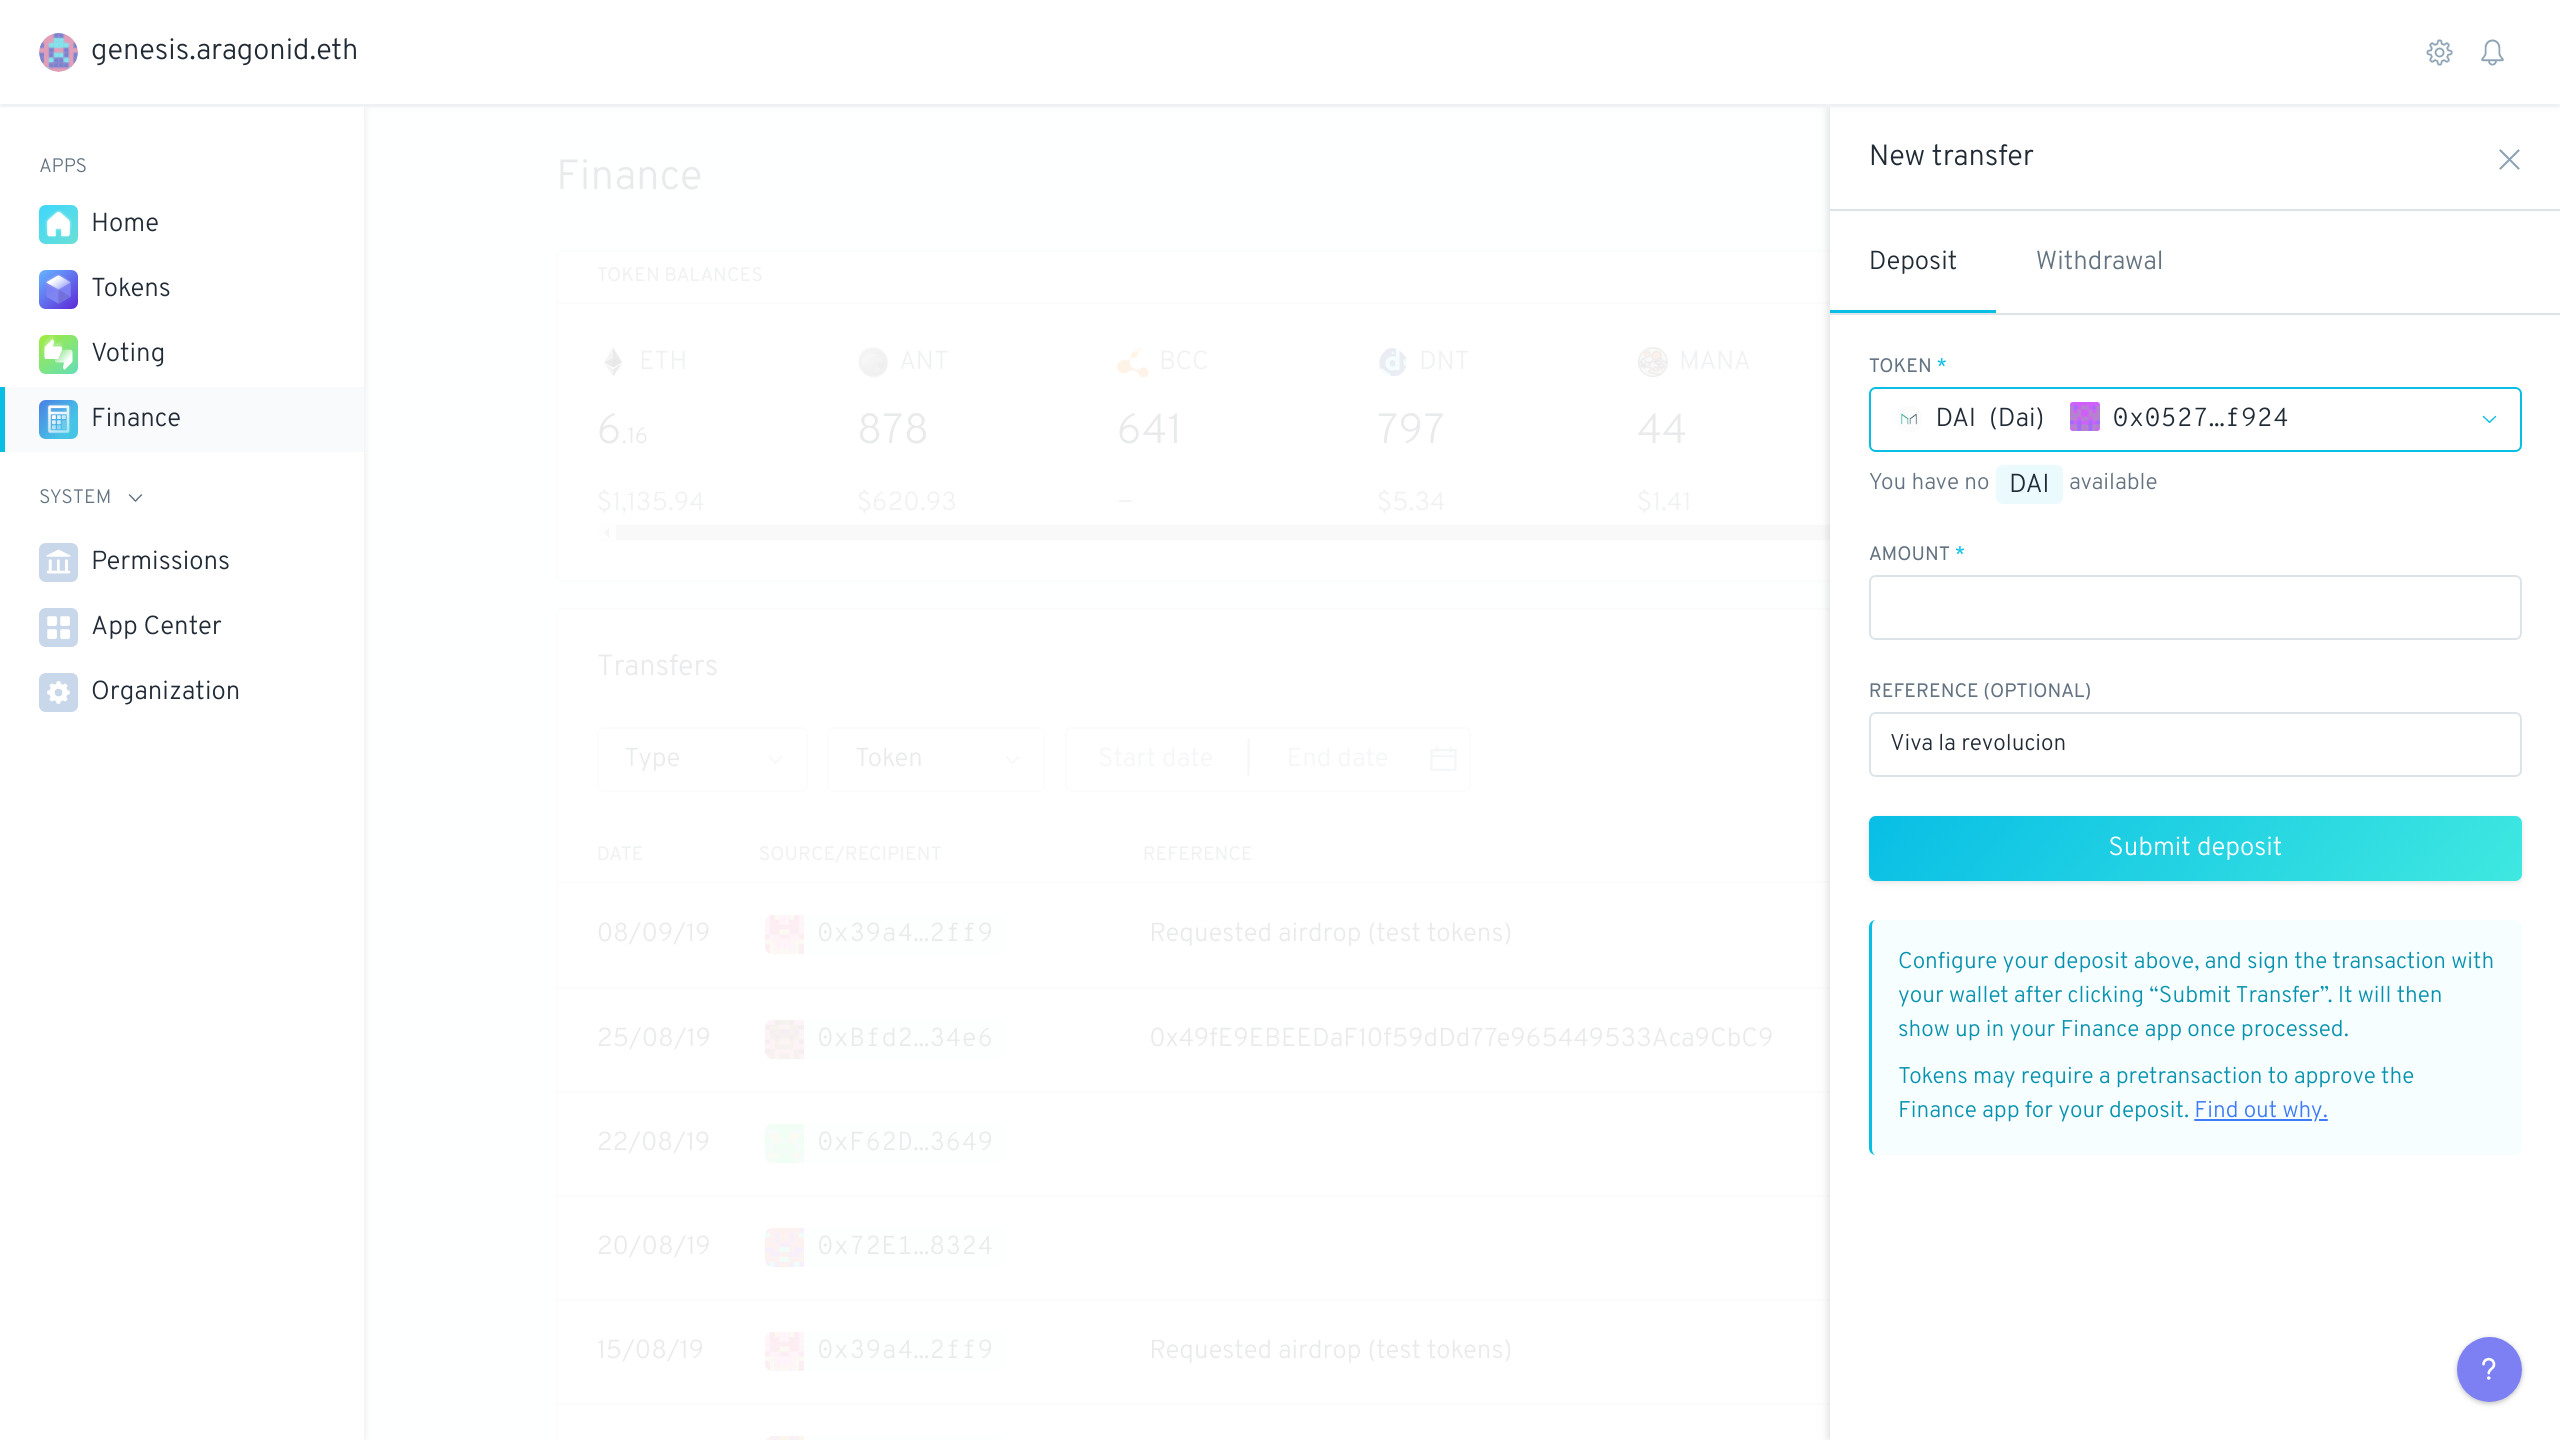 genesis.aragonid.eth
APPS
Home
Tokens
Voting
Finance
SYSTEM
Permissions
App Center
Organization
Finance
TOKEN BALANCES
ETH ANT BCC DNT MANA
6.16 878 641 797 44
$1,135.94 $620.93 – $5.34 $1.41
Transfers
Type Token Start date End date
DATE SOURCE/RECIPIENT REFERENCE
08/09/19 0x39a4…2ff9 Requested airdrop (test tokens)
25/08/19 0xBfd2…34e6 0x49fE9EBEEDaF10f59dDd77e965449533Aca9CbC9
22/08/19 0xF62D…3649
20/08/19 0x72E1…8324
15/08/19 0x39a4…2ff9 Requested airdrop (test tokens)
New transfer
Deposit Withdrawal
TOKEN *
DAI (Dai) 0x0527…f924
You have no DAI available
AMOUNT *
REFERENCE (OPTIONAL)
Viva la revolucion
Submit deposit
Configure your deposit above, and sign the transaction with
your wallet after clicking “Submit Transfer”. It will then
show up in your Finance app once processed.
Tokens may require a pretransaction to approve the
Finance app for your deposit. Find out why.
?